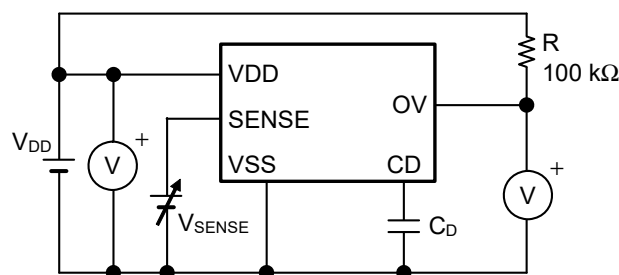 R
100 kΩ
VDD
OV
SENSE
VSS
CD
VDD
V
+
VSENSE
CD
V
+